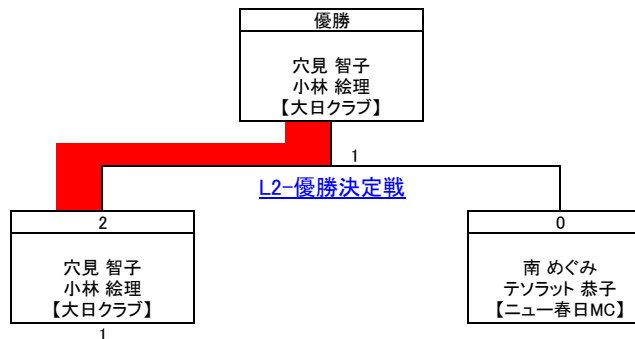 優勝
穴見 智子
小林 絵理
【大日クラブ】
1
L2-優勝決定戦
2
穴見 智子
小林 絵理
【大日クラブ】
1
0
南 めぐみ
テソラット 恭子
【ニュー春日MC】